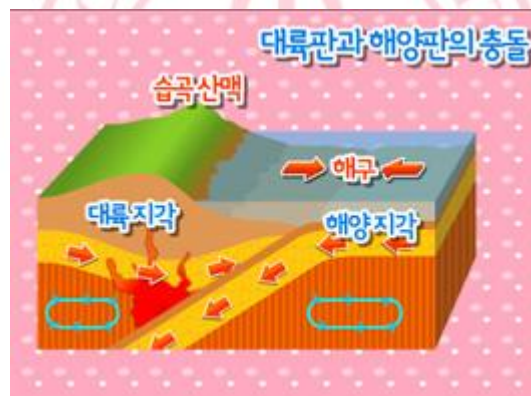 대륙판과 해양판의 충돌
습곡 산맥
해구
대륙 지각
해양 지각